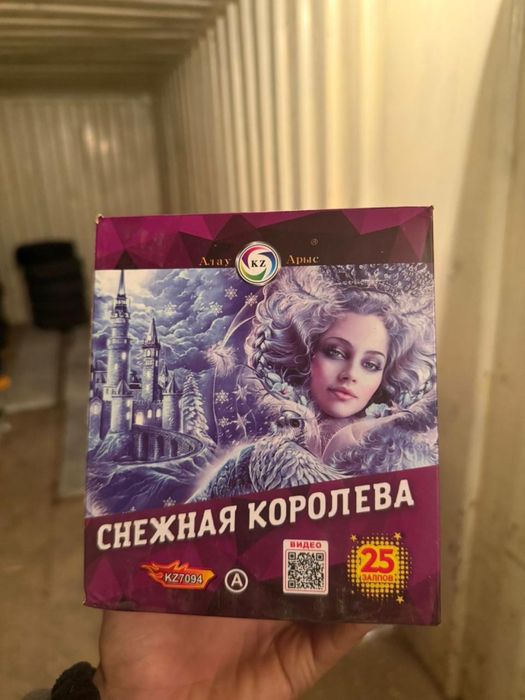 Алау KZ Арыс ®
СНЕЖНАЯ КОРОЛЕВА
ВИДЕО
KZ7094
A
25
ЗАЛПОВ